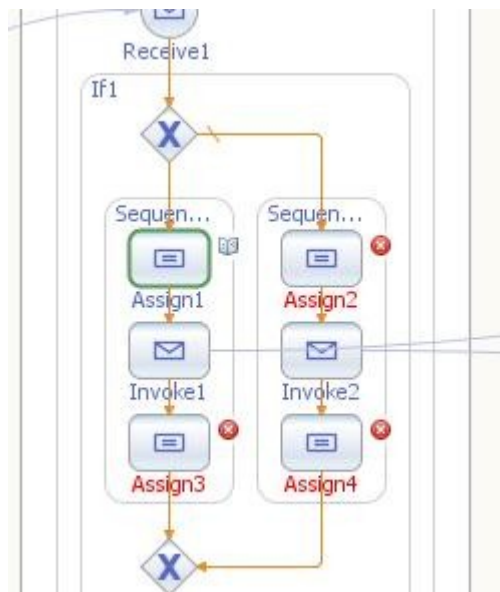 Receive1
If1
X
Sequen...
Sequen...
Assign1
Assign2
Invoke1
Invoke2
Assign3
Assign4
X